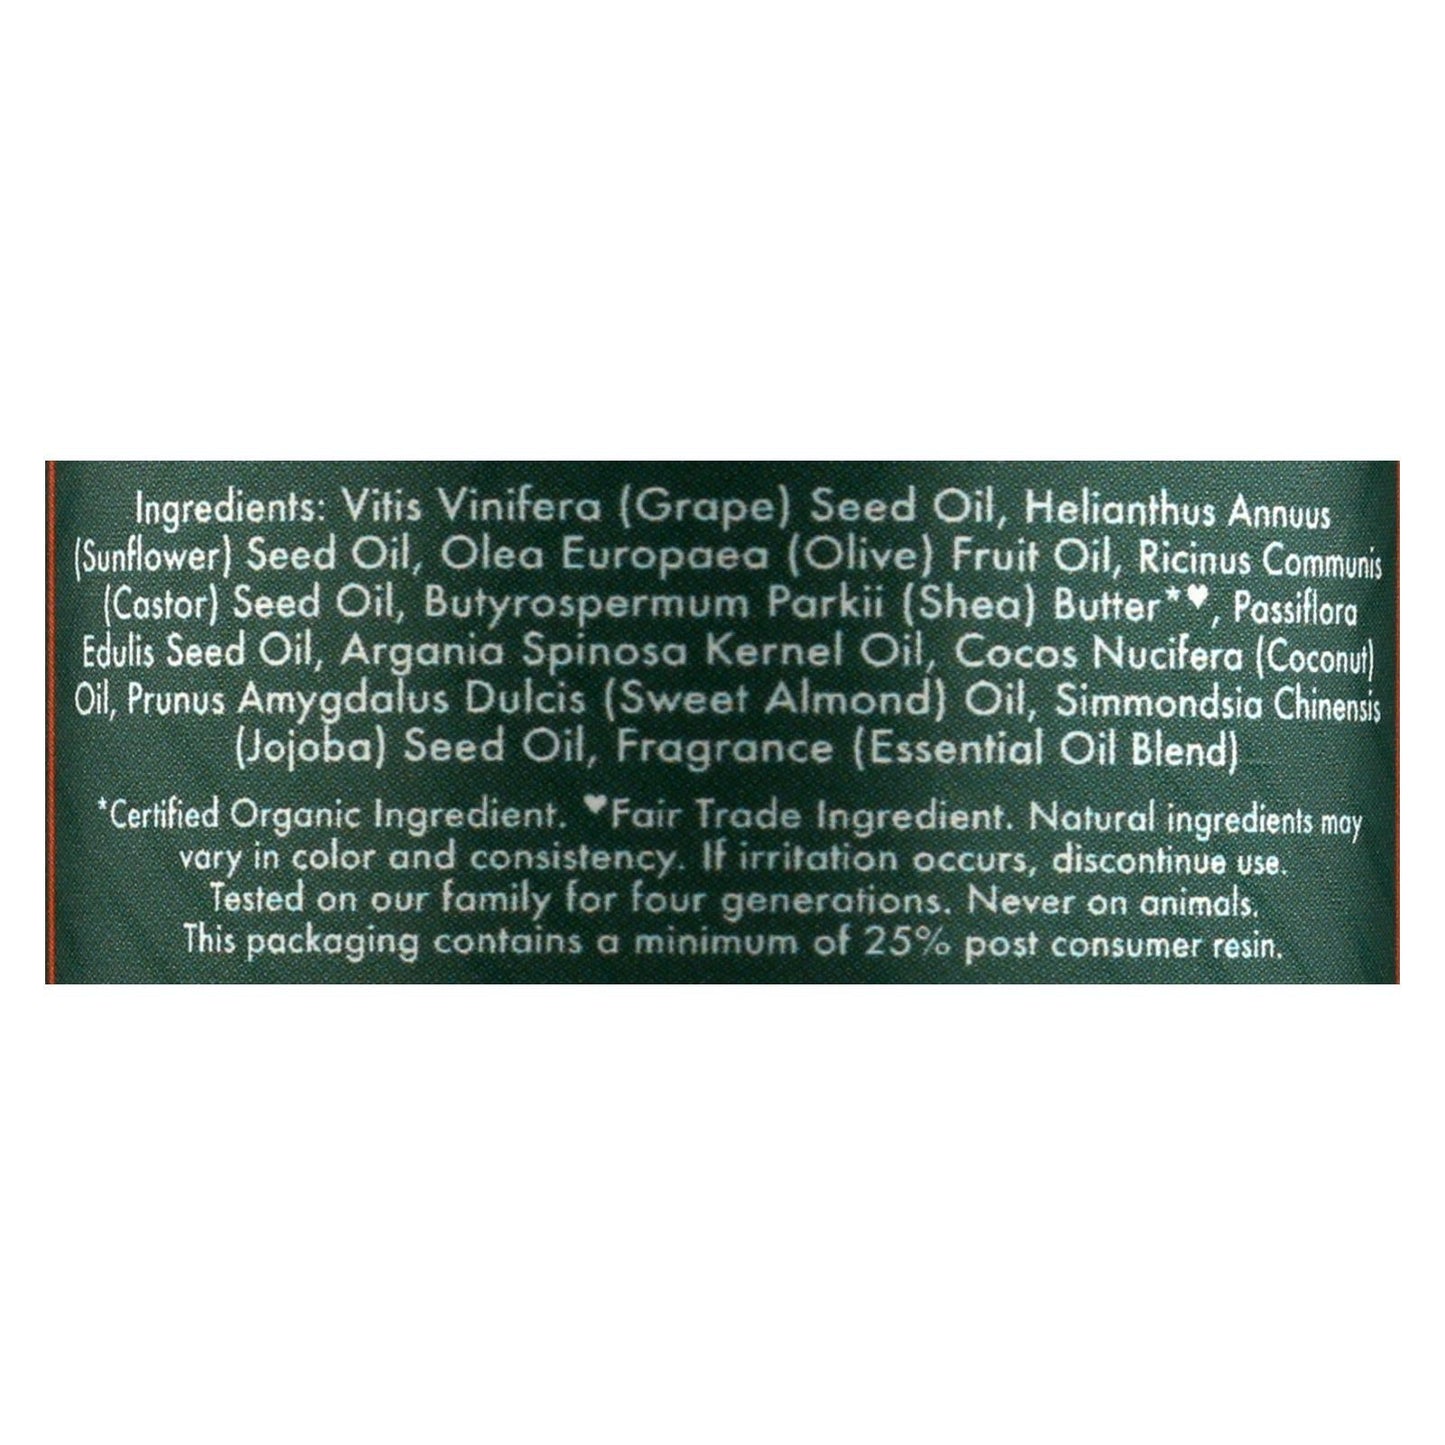 Ingredients: Vitis Vinifera (Grape) Seed Oil, Helianthus Annuus
(Sunflower) Seed Oil, Olea Europaea (Olive) Fruit Oil, Ricinus Communis
(Castor) Seed Oil, Butyrospermum Parkii (Shea) Butter*♥, Passiflora
Edulis Seed Oil, Argania Spinosa Kernel Oil, Cocos Nucifera (Coconut)
Oil, Prunus Amygdalus Dulcis (Sweet Almond) Oil, Simmondsia Chinensis
(Jojoba) Seed Oil, Fragrance (Essential Oil Blend)
*Certified Organic Ingredient. ♥Fair Trade Ingredient. Natural ingredients may
vary in color and consistency. If irritation occurs, discontinue use.
Tested on our family for four generations. Never on animals.
This packaging contains a minimum of 25% post consumer resin.